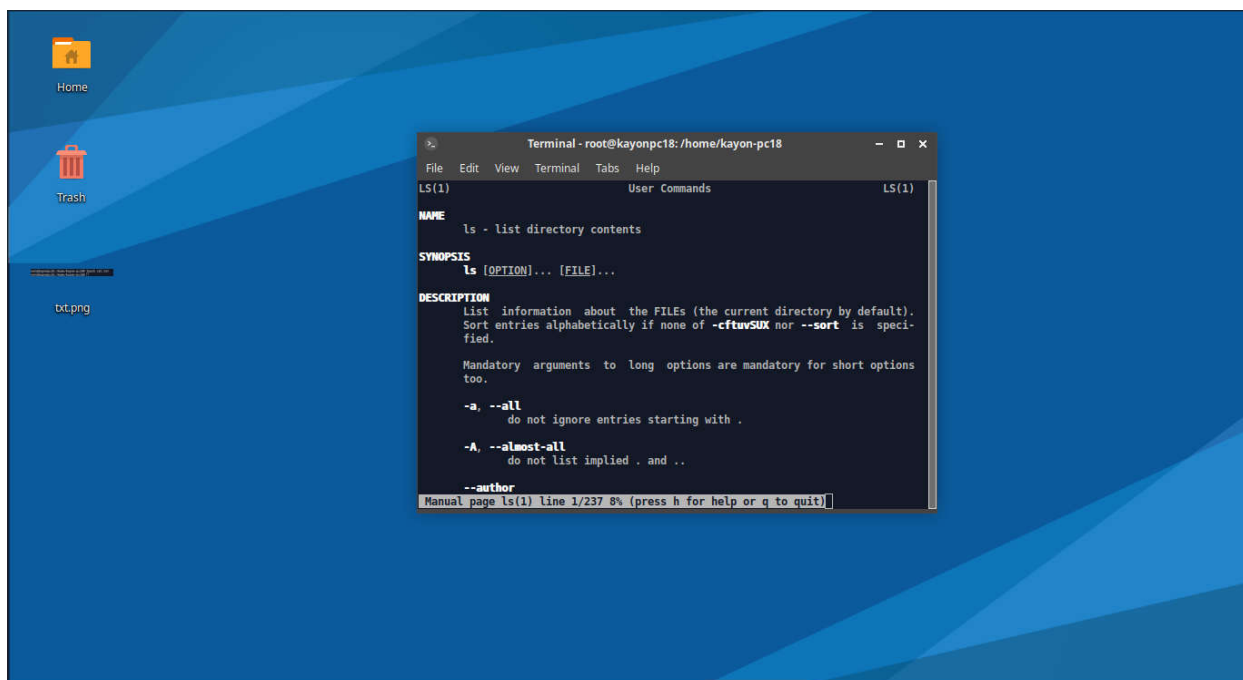 Home
Trash
txt.png
Terminal - root@kayonpc18: /home/kayon-pc18
File Edit View Terminal Tabs Help
LS(1) User Commands LS(1)
NAME
ls - list directory contents
SYNOPSIS
ls [OPTION]... [FILE]...
DESCRIPTION
List information about the FILEs (the current directory by default).
Sort entries alphabetically if none of -cftuvSUX nor --sort is speci-
fied.
Mandatory arguments to long options are mandatory for short options
too.
-a, --all
do not ignore entries starting with .
-A, --almost-all
do not list implied . and ..
--author
Manual page ls(1) line 1/237 8% (press h for help or q to quit)